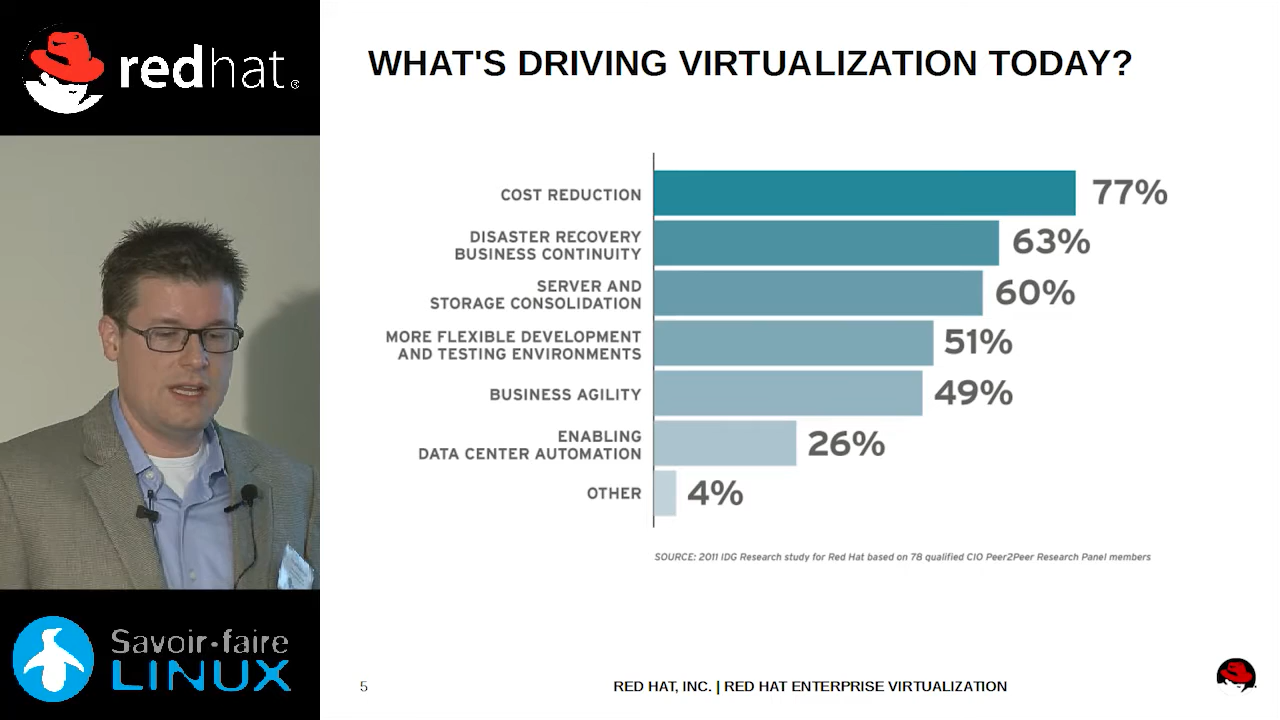 redhat®
WHAT'S DRIVING VIRTUALIZATION TODAY?
COST REDUCTION 77%
DISASTER RECOVERY
BUSINESS CONTINUITY 63%
SERVER AND
STORAGE CONSOLIDATION 60%
MORE FLEXIBLE DEVELOPMENT
AND TESTING ENVIRONMENTS 51%
BUSINESS AGILITY 49%
ENABLING
DATA CENTER AUTOMATION 26%
OTHER 4%
SOURCE: 2011 IDG Research study for Red Hat based on 78 qualified CIO Peer2Peer Research Panel members
Savoir-faire
LINUX
5
RED HAT, INC. | RED HAT ENTERPRISE VIRTUALIZATION